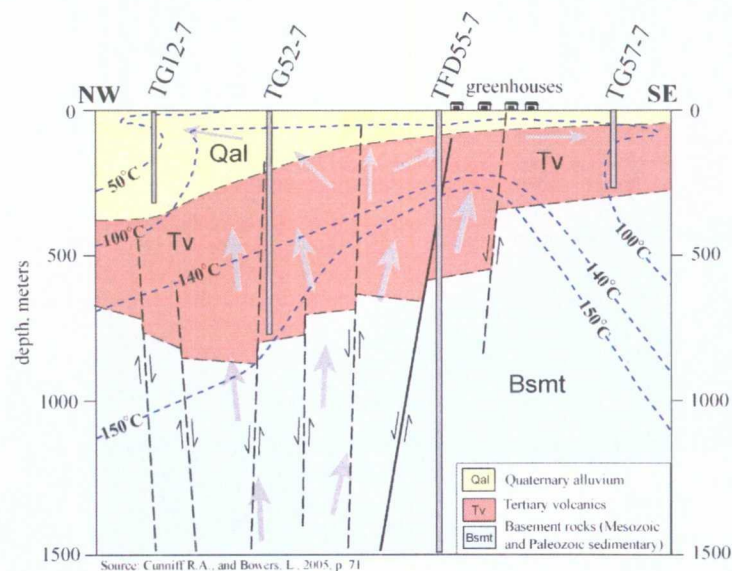 TG12-7
TG52-7
TFD55-7
TG57-7
NW
greenhouses
SE
0
0
Qal
Tv
50°C
100°C
Tv
500
500
140°C
100°C
140°C
150°C
depth, meters
Bsmt
1000
1000
150°C
Qal Quaternary alluvium
Tv Tertiary volcanics
Bsmt Basement rocks (Mesozoic
and Paleozoic sedimentary)
1500
1500
Source: Cunniff R.A., and Bowers, L., 2005, p. 71